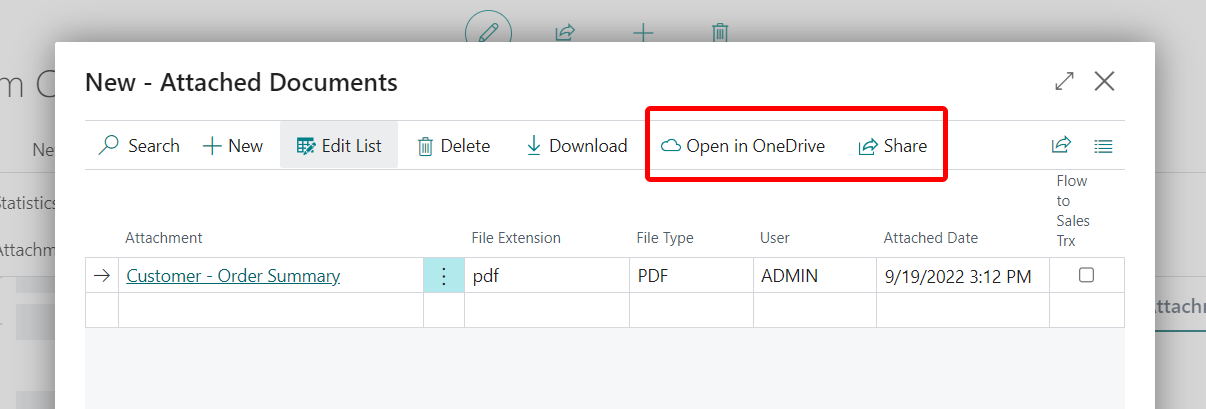 New - Attached Documents
m C
Ne
Search New Edit List Delete Download Open in OneDrive Share
Statistics
Attachm
Flow
to
Sales
Trx
Attachment File Extension File Type User Attached Date
Customer - Order Summary pdf PDF ADMIN 9/19/2022 3:12 PM
Attachm